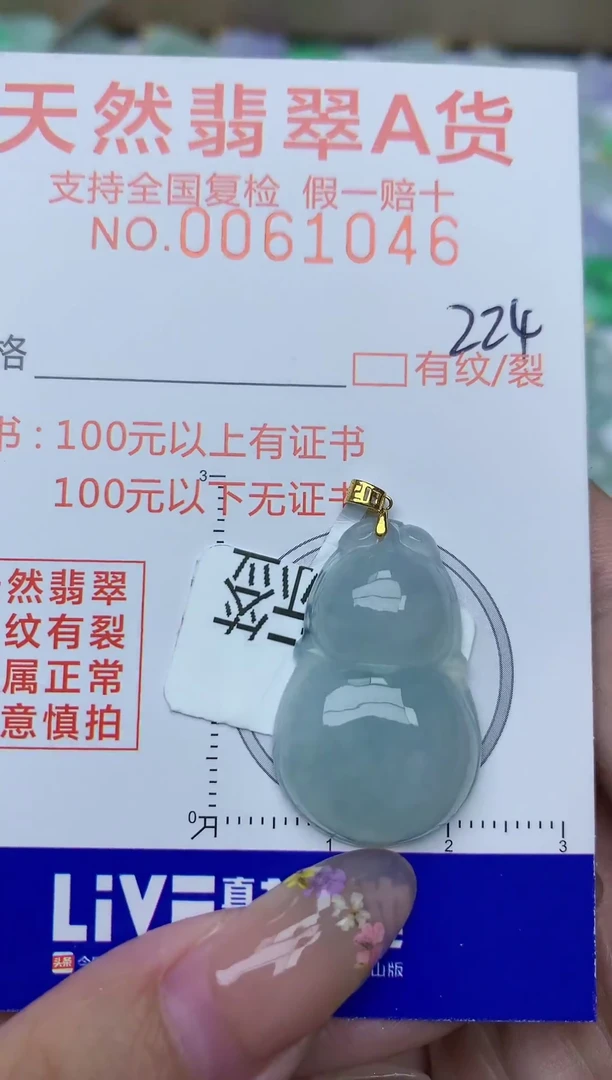 天然翡翠A货
支持全国复检 假一赔十
NO.0061046
224
格
有纹/裂
书：100元以上有证书
100元以下无证书
然翡翠
纹有裂
属正常
意慎拍
3
0
1
2
3
LiVE
头条
山版